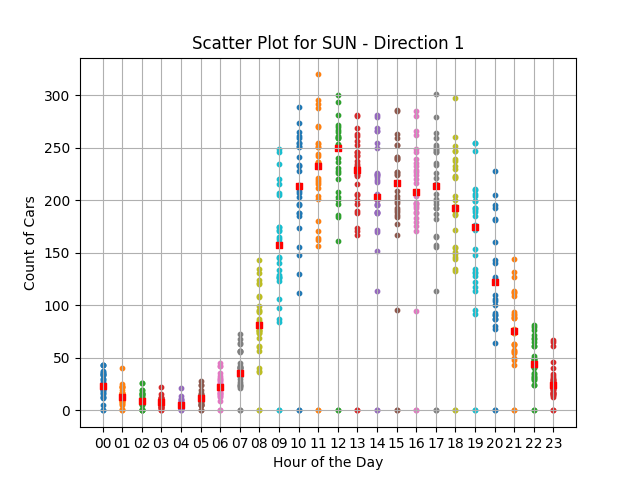 Scatter Plot for SUN - Direction 1
Count of Cars
300
250
200
150
100
50
0
00 01 02 03 04 05 06 07 08 09 10 11 12 13 14 15 16 17 18 19 20 21 22 23
Hour of the Day